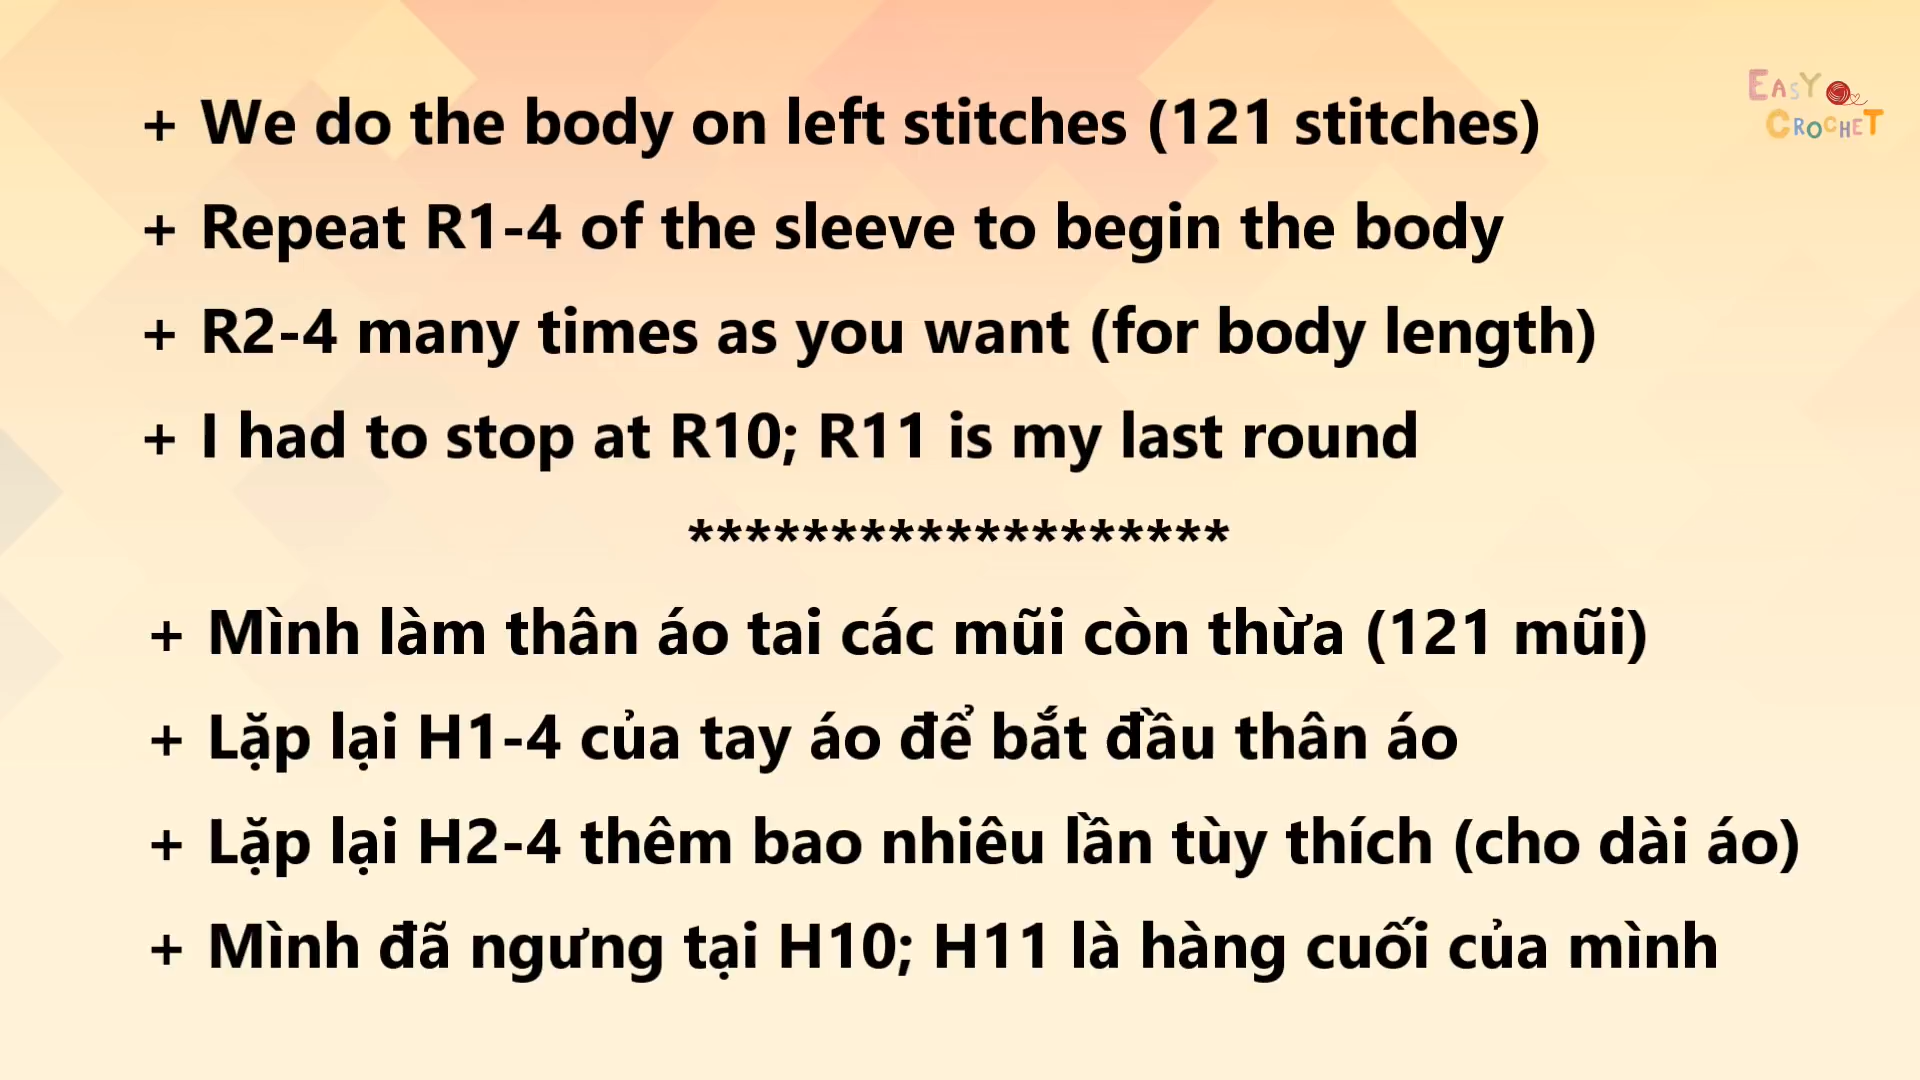 EASY
CROCHET
+ We do the body on left stitches (121 stitches)
+ Repeat R1-4 of the sleeve to begin the body
+ R2-4 many times as you want (for body length)
+ I had to stop at R10; R11 is my last round
*******************
+ Mình làm thân áo tai các mũi còn thừa (121 mũi)
+ Lặp lại H1-4 của tay áo để bắt đầu thân áo
+ Lặp lại H2-4 thêm bao nhiêu lần tùy thích (cho dài áo)
+ Mình đã ngưng tại H10; H11 là hàng cuối của mình